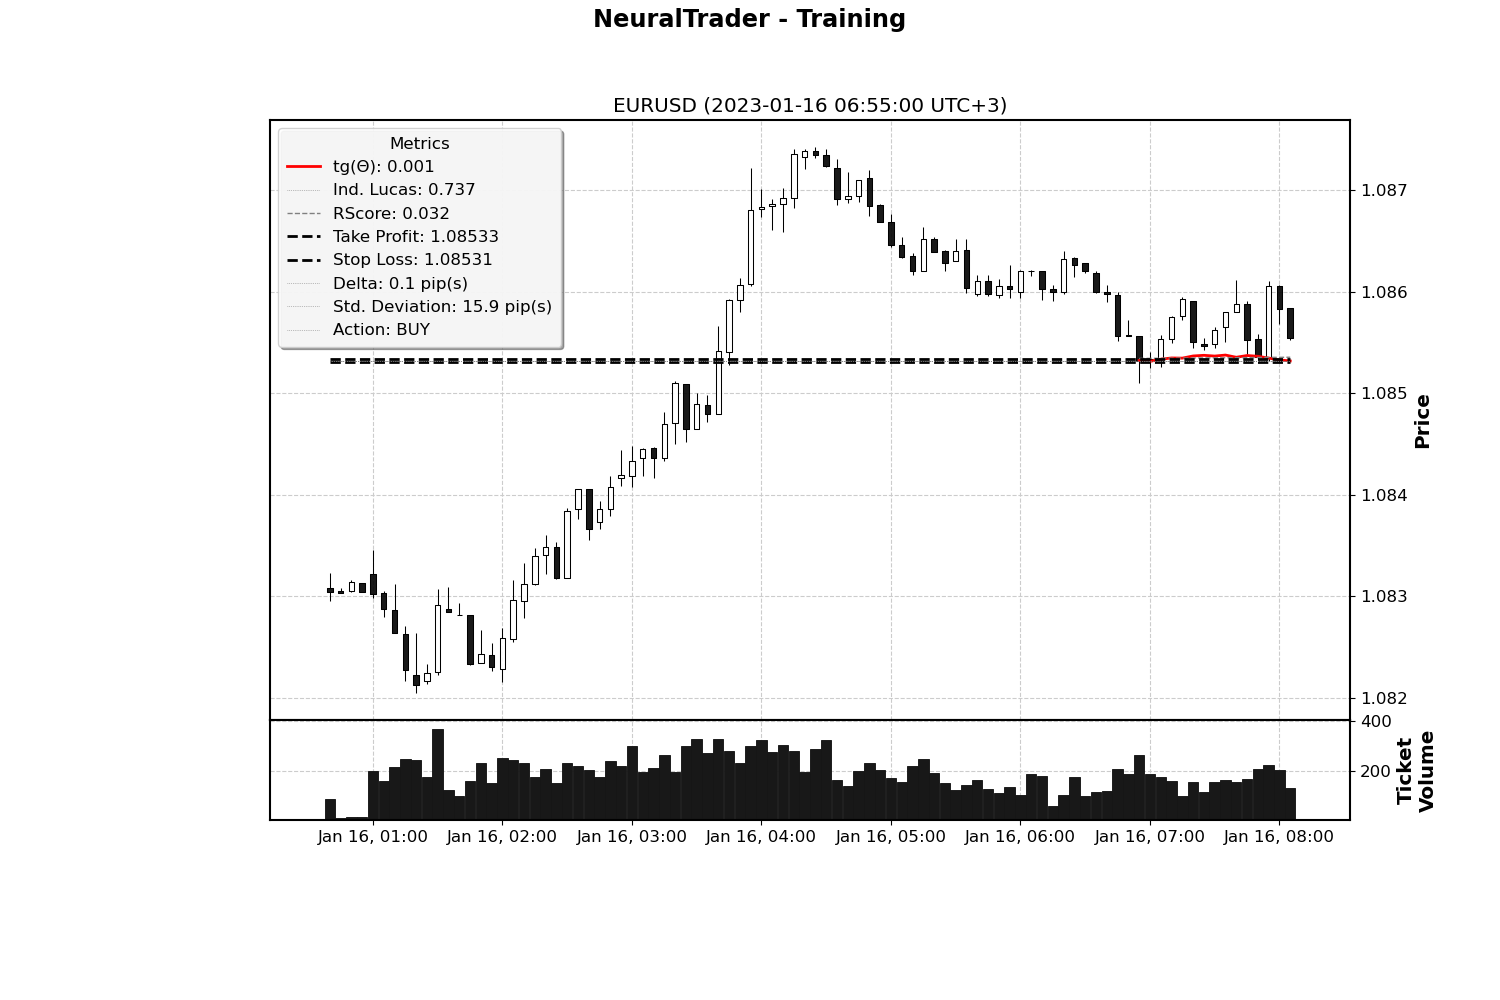 NeuralTrader - Training
EURUSD (2023-01-16 06:55:00 UTC+3)
Metrics
tg(Θ): 0.001
Ind. Lucas: 0.737
RScore: 0.032
Take Profit: 1.08533
Stop Loss: 1.08531
Delta: 0.1 pip(s)
Std. Deviation: 15.9 pip(s)
Action: BUY
1.087
1.086
1.085
1.084
1.083
1.082
Price
400
200
Ticket
Volume
Jan 16, 01:00
Jan 16, 02:00
Jan 16, 03:00
Jan 16, 04:00
Jan 16, 05:00
Jan 16, 06:00
Jan 16, 07:00
Jan 16, 08:00